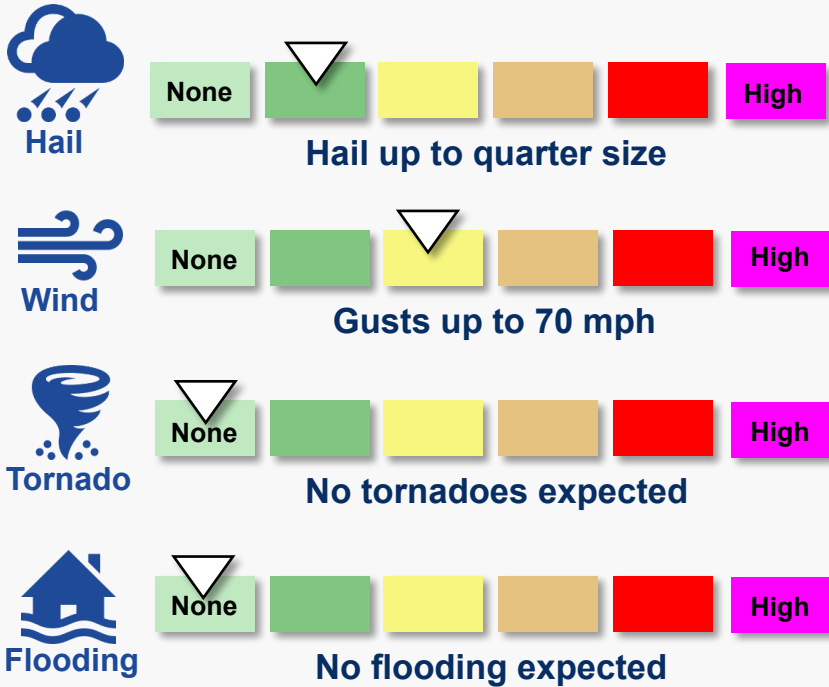 None
High
Hail
Hail up to quarter size
None
High
Wind
Gusts up to 70 mph
None
High
Tornado
No tornadoes expected
None
High
Flooding
No flooding expected